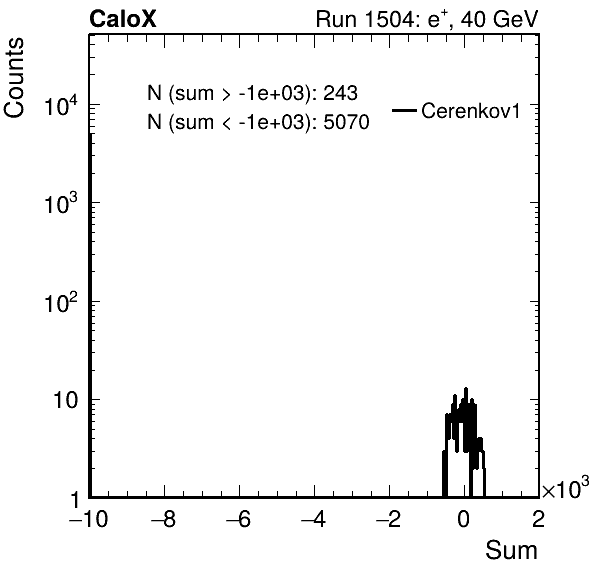 CaloX Run 1504: e⁺, 40 GeV
Counts
N (sum > -1e+03): 243
N (sum < -1e+03): 5070
Cerenkov1
10⁴
10³
10²
10
1
−10 −8 −6 −4 −2 0 2
×10³
Sum